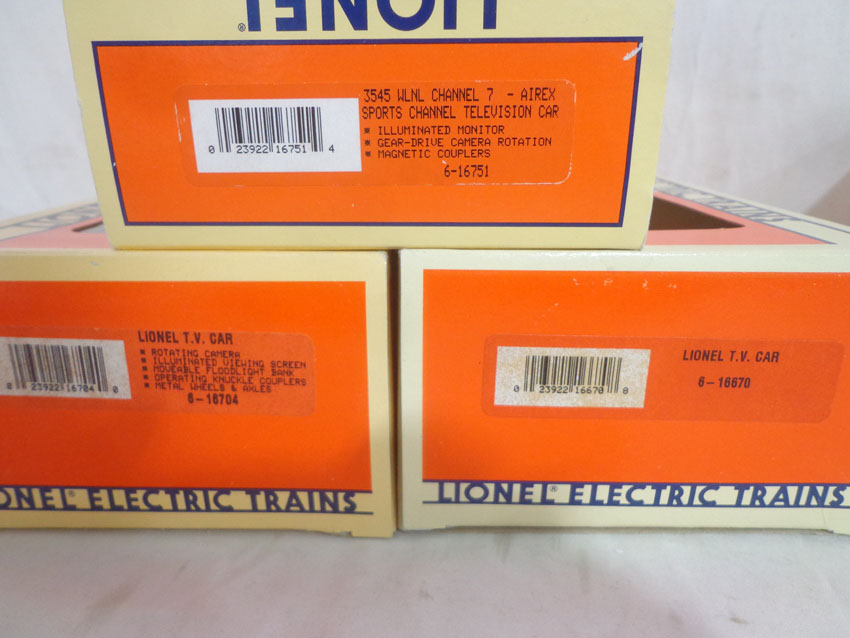 LIONEL®
3545 WLNL CHANNEL 7 - AIREX
SPORTS CHANNEL TELEVISION CAR
■ ILLUMINATED MONITOR
■ GEAR-DRIVE CAMERA ROTATION
■ MAGNETIC COUPLERS
6-16751
0 23922 16751 4
LIONEL T.V. CAR
■ ROTATING CAMERA
■ ILLUMINATED VIEWING SCREEN
■ MOVEABLE FLOODLIGHT BANK
■ OPERATING KNUCKLE COUPLERS
■ METAL WHEELS & AXLES
6-16704
0 23922 16704 0
ONEL® ELECTRIC TRAINS
LIONEL T.V. CAR
6-16670
0 23922 16670 8
LIONEL® ELECTRIC TRAINS